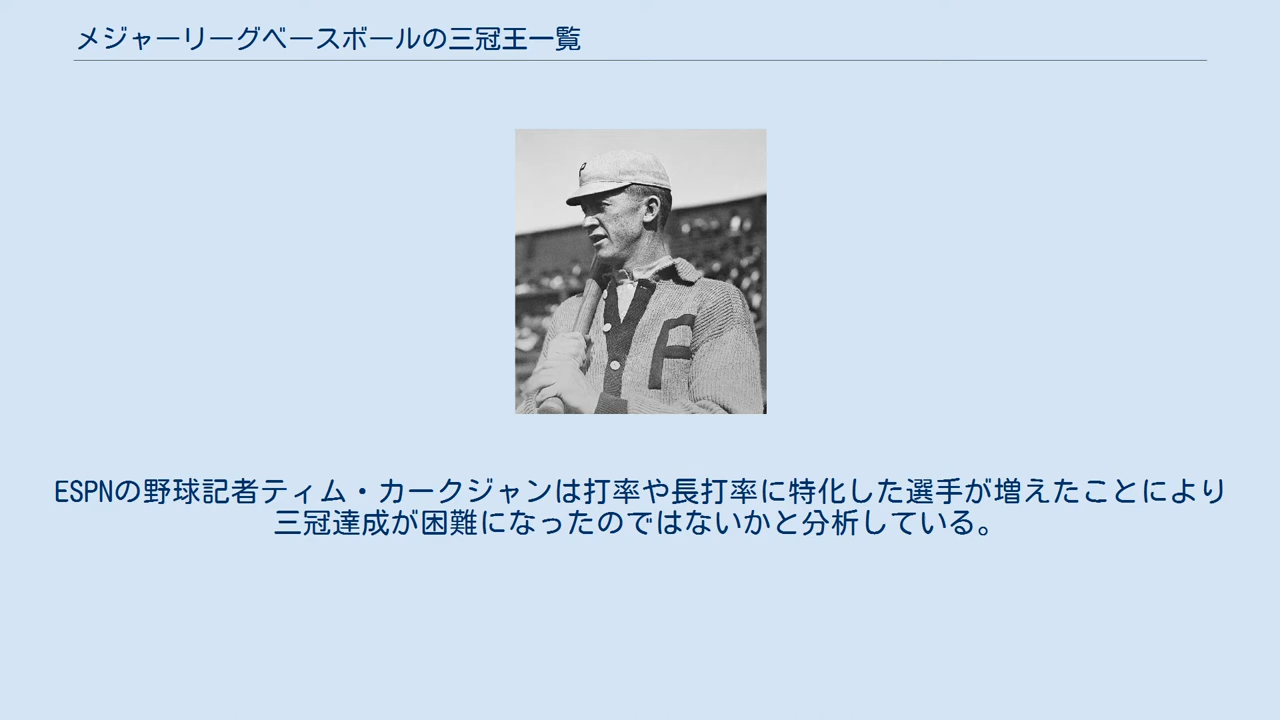 メジャーリーグベースボールの三冠王一覧
P
P
ESPNの野球記者ティム・カークジャンは打率や長打率に特化した選手が増えたことにより
三冠達成が困難になったのではないかと分析している。